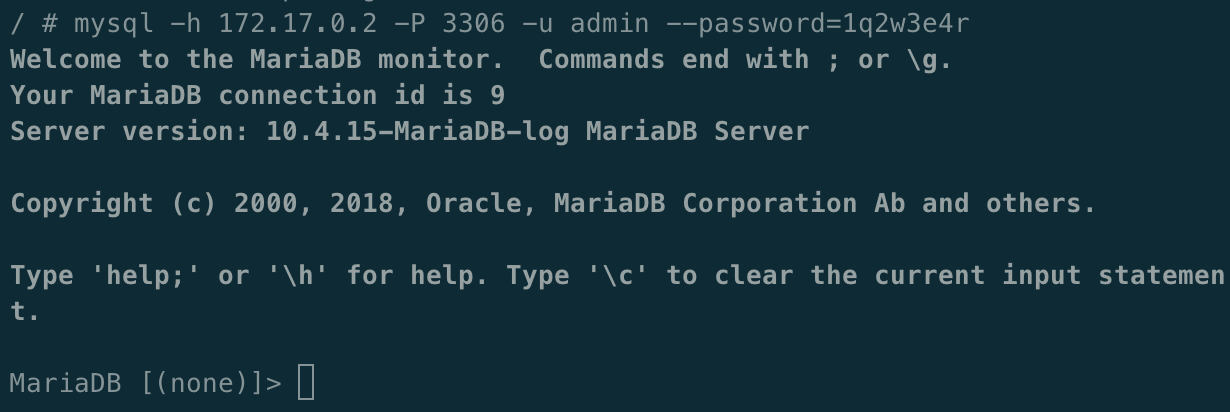 / # mysql -h 172.17.0.2 -P 3306 -u admin --password=1q2w3e4r
Welcome to the MariaDB monitor.  Commands end with ; or \g.
Your MariaDB connection id is 9
Server version: 10.4.15-MariaDB-log MariaDB Server
Copyright (c) 2000, 2018, Oracle, MariaDB Corporation Ab and others.
Type 'help;' or '\h' for help. Type '\c' to clear the current input statemen
t.
MariaDB [(none)]>